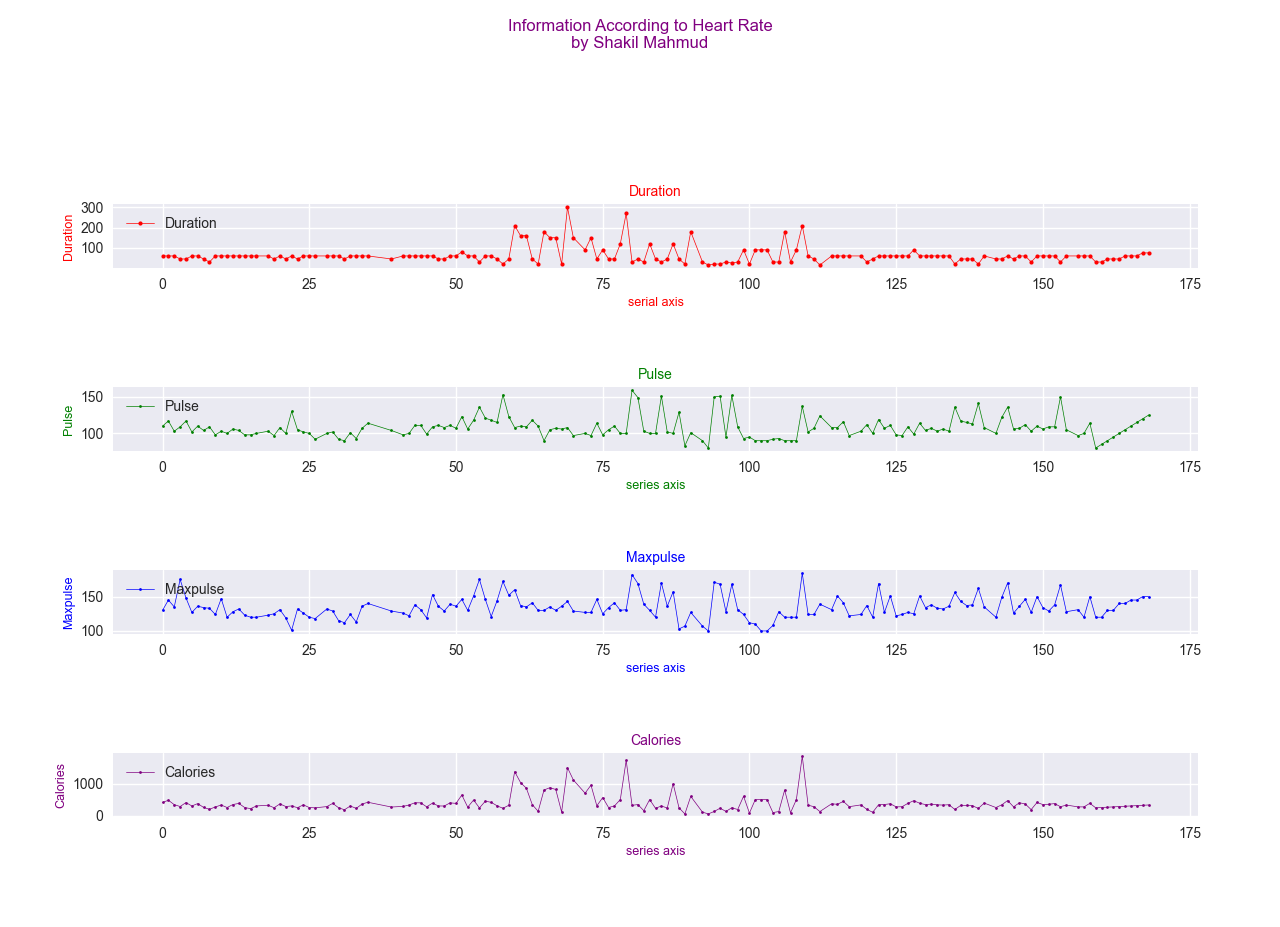 Information According to Heart Rate
by Shakil Mahmud
Duration
300
200
100
Duration
Duration
0 25 50 75 100 125 150 175
serial axis
Pulse
150
100
Pulse
Pulse
0 25 50 75 100 125 150 175
series axis
Maxpulse
150
100
Maxpulse
Maxpulse
0 25 50 75 100 125 150 175
series axis
Calories
1000
0
Calories
Calories
0 25 50 75 100 125 150 175
series axis